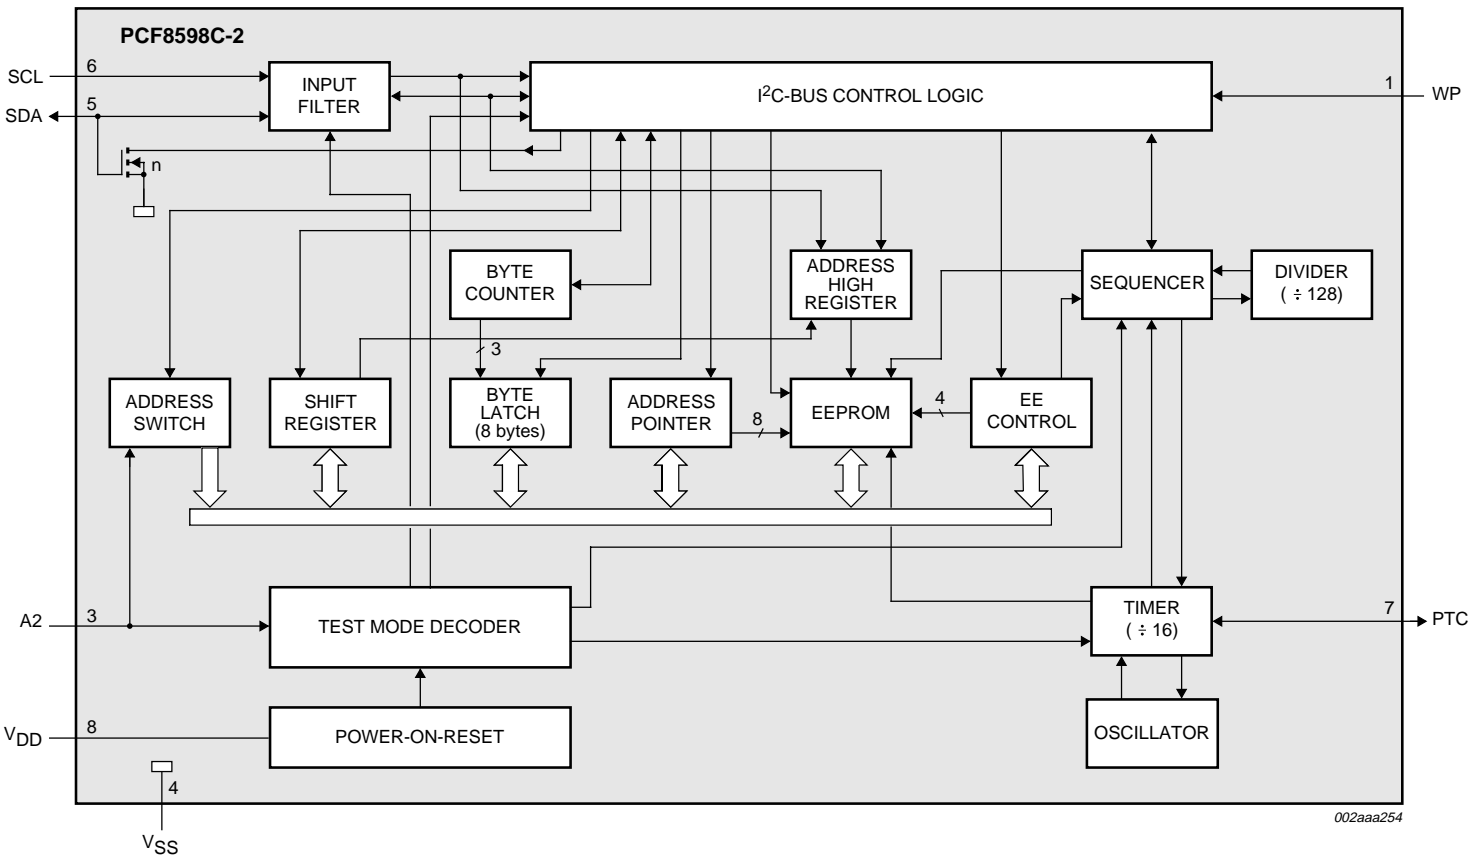 PCF8598C-2
SCL
6
INPUT
FILTER
I²C-BUS CONTROL LOGIC
1
WP
SDA
5
n
BYTE
COUNTER
3
ADDRESS
HIGH
REGISTER
SEQUENCER
DIVIDER
( ÷ 128)
ADDRESS
SWITCH
SHIFT
REGISTER
BYTE
LATCH
(8 bytes)
ADDRESS
POINTER
8
EEPROM
4
EE
CONTROL
A2
3
TEST MODE DECODER
TIMER
( ÷ 16)
7
PTC
VDD
8
POWER-ON-RESET
OSCILLATOR
4
VSS
002aaa254